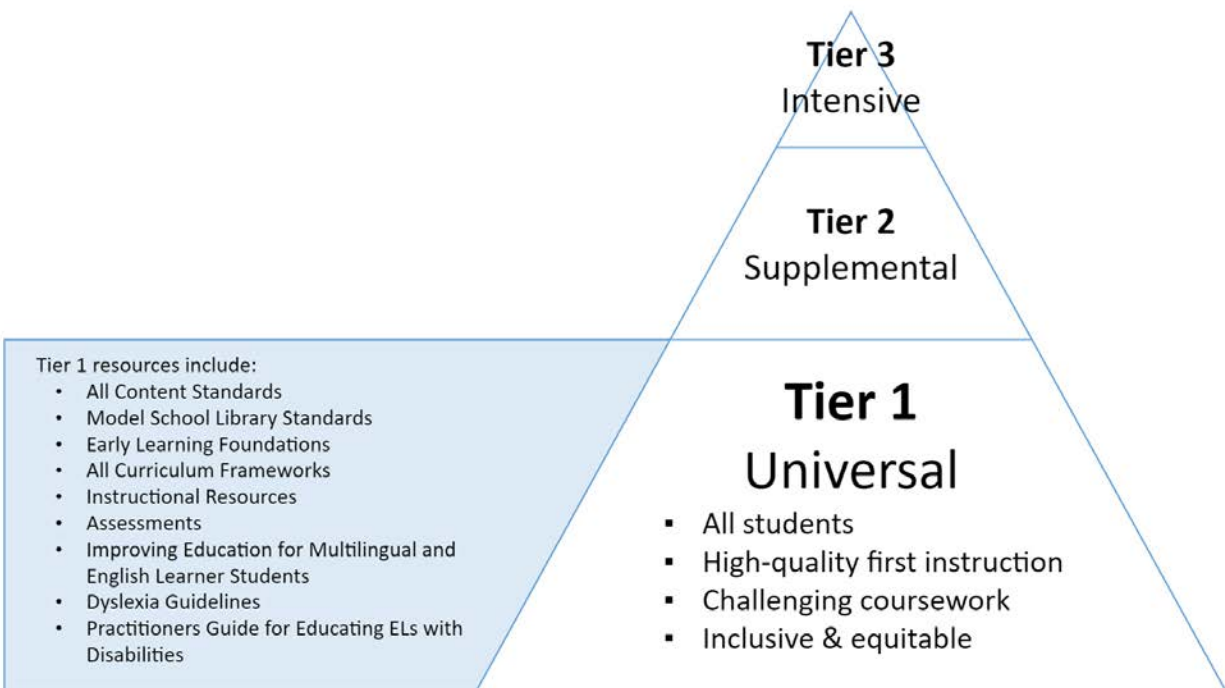 Tier 3
Intensive
Tier 2
Supplemental
Tier 1 resources include:
• All Content Standards
• Model School Library Standards
• Early Learning Foundations
• All Curriculum Frameworks
• Instructional Resources
• Assessments
• Improving Education for Multilingual and
English Learner Students
• Dyslexia Guidelines
• Practitioners Guide for Educating ELs with
Disabilities
Tier 1
Universal
▪ All students
▪ High-quality first instruction
▪ Challenging coursework
▪ Inclusive & equitable